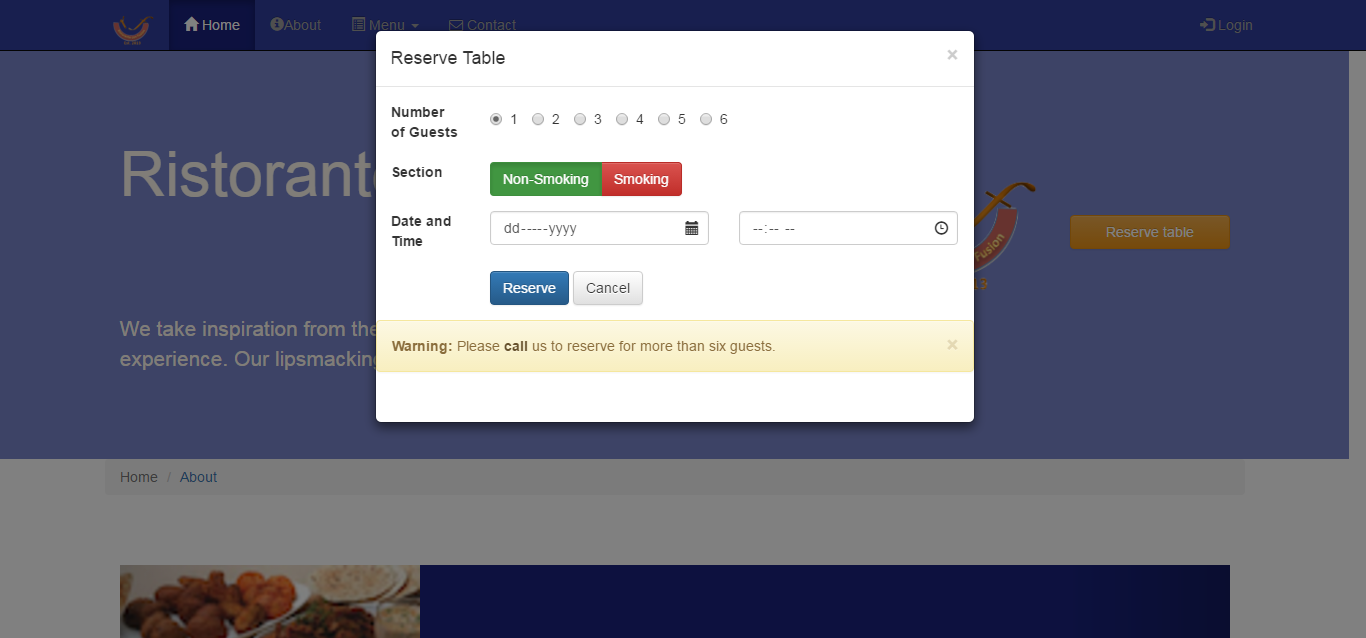 Home About Menu Contact Login
Reserve Table ×
Number
of Guests
1 2 3 4 5 6
Section
Non-Smoking Smoking
Date and
Time
dd-----yyyy --:-- --
Reserve Cancel
Warning: Please call us to reserve for more than six guests. ×
Ristorant
Fusion
Reserve table
We take inspiration from the
experience. Our lipsmacking
Home / About